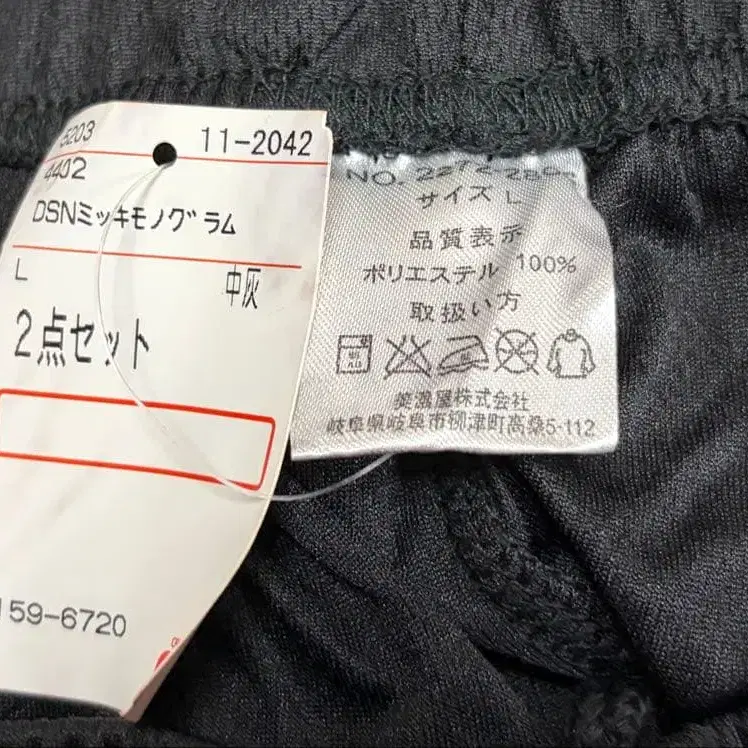 5203
11-2042
4402
DSNミッキモノグラム
L
中灰
2点セット
159-6720
サイズ L
品質表示
ポリエステル 100%
取扱い方
美濃屋株式会社
岐阜県岐阜市柳津町高桑5-112